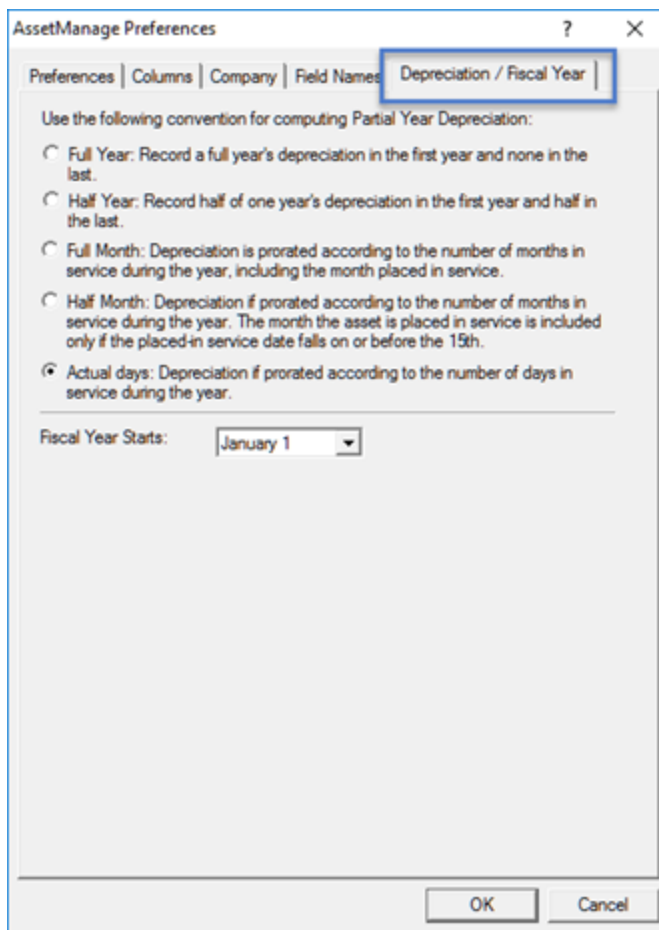 AssetManage Preferences ? X
Preferences Columns Company Field Names Depreciation / Fiscal Year
Use the following convention for computing Partial Year Depreciation:
Full Year: Record a full year's depreciation in the first year and none in the
last.
Half Year: Record half of one year's depreciation in the first year and half in
the last.
Full Month: Depreciation is prorated according to the number of months in
service during the year, including the month placed in service.
Half Month: Depreciation if prorated according to the number of months in
service during the year. The month the asset is placed in service is included
only if the placed-in service date falls on or before the 15th.
Actual days: Depreciation if prorated according to the number of days in
service during the year.
Fiscal Year Starts: January 1
OK Cancel